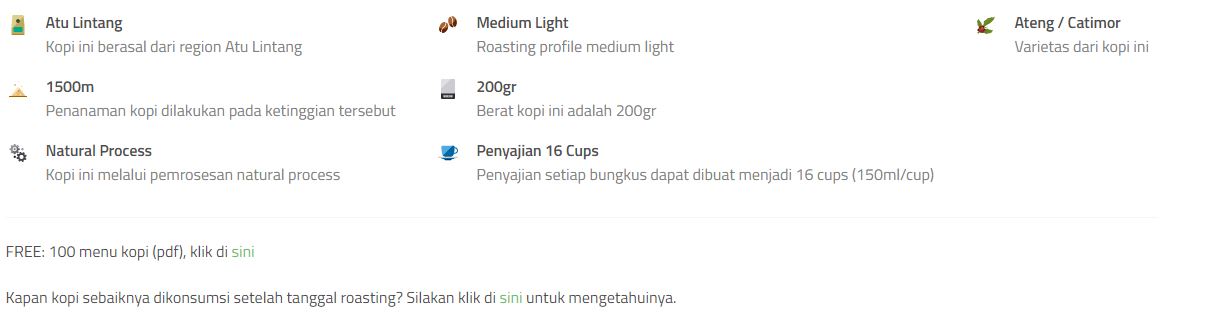 Atu Lintang
Kopi ini berasal dari region Atu Lintang
Medium Light
Roasting profile medium light
Ateng / Catimor
Varietas dari kopi ini
1500m
Penanaman kopi dilakukan pada ketinggian tersebut
200gr
Berat kopi ini adalah 200gr
Natural Process
Kopi ini melalui pemrosesan natural process
Penyajian 16 Cups
Penyajian setiap bungkus dapat dibuat menjadi 16 cups (150ml/cup)
FREE: 100 menu kopi (pdf), klik di sini
Kapan kopi sebaiknya dikonsumsi setelah tanggal roasting? Silakan klik di sini untuk mengetahuinya.